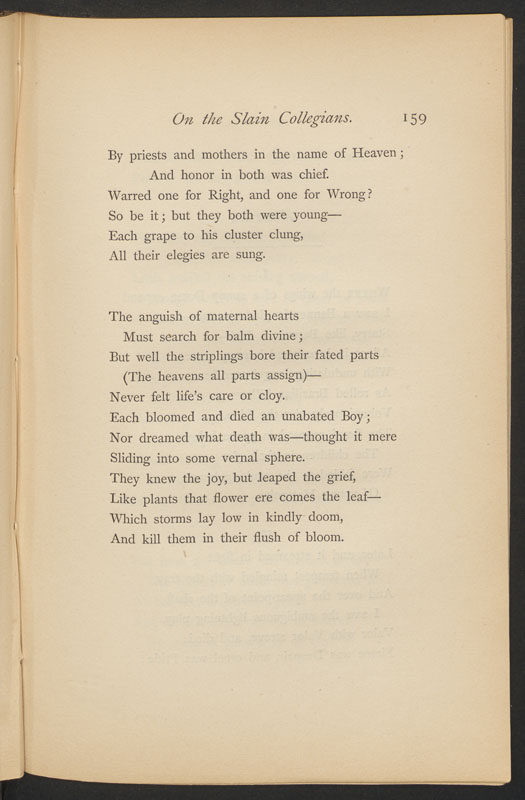 On the Slain Collegians. 159
By priests and mothers in the name of Heaven;
And honor in both was chief.
Warred one for Right, and one for Wrong?
So be it; but they both were young—
Each grape to his cluster clung,
All their elegies are sung.
The anguish of maternal hearts
Must search for balm divine;
But well the striplings bore their fated parts
(The heavens all parts assign)—
Never felt life's care or cloy.
Each bloomed and died an unabated Boy;
Nor dreamed what death was—thought it mere
Sliding into some vernal sphere.
They knew the joy, but leaped the grief,
Like plants that flower ere comes the leaf—
Which storms lay low in kindly doom,
And kill them in their flush of bloom.